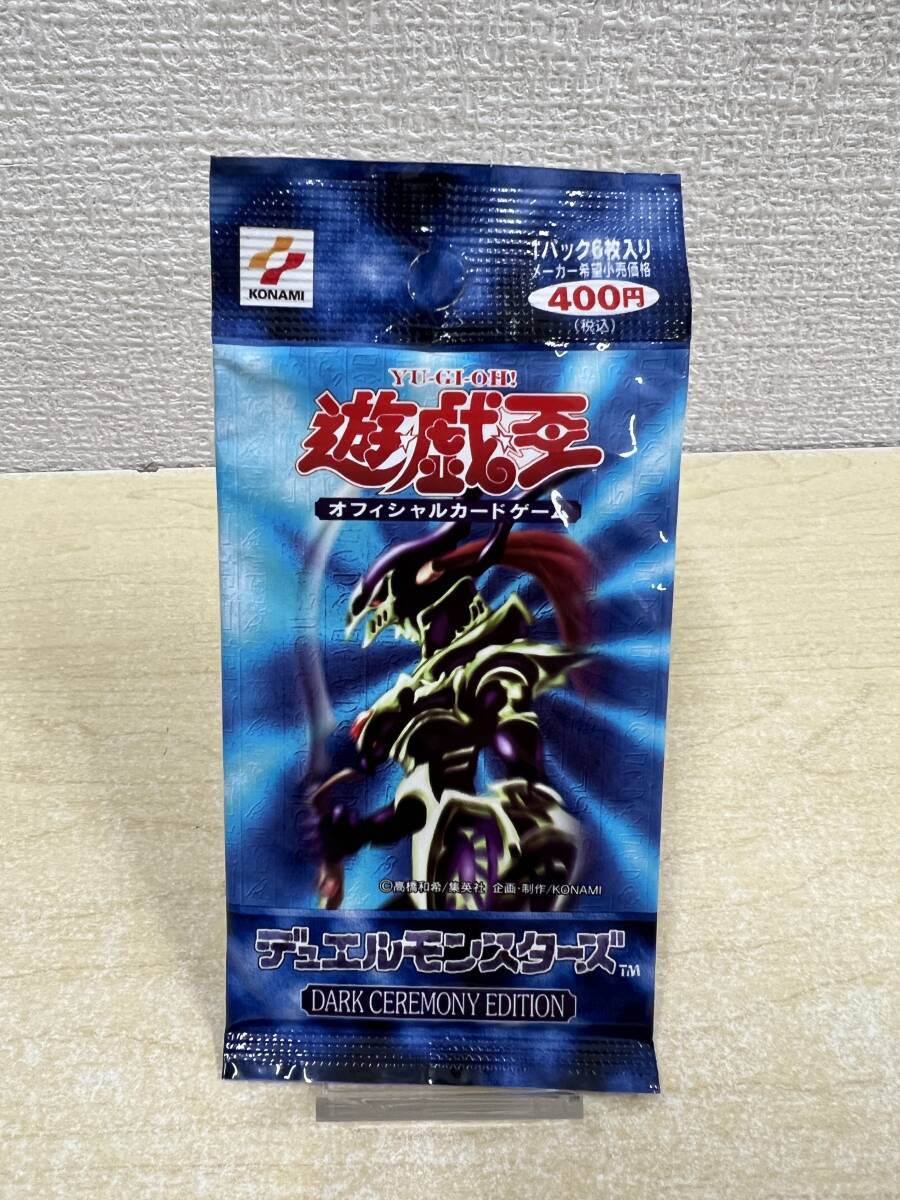 KONAMI
1パック6枚入り
メーカー希望小売価格
400円
(税込)
YU-GI-OH!
遊戯王
オフィシャルカードゲーム
©高橋和希/集英社 企画・制作/KONAMI
デュエルモンスターズ™
DARK CEREMONY EDITION